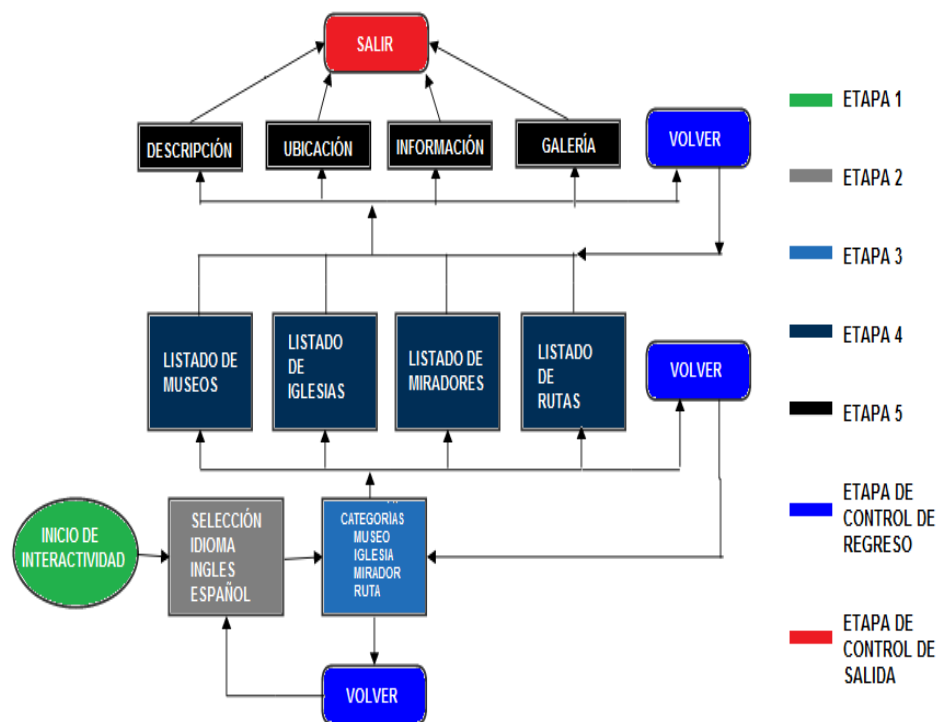 SALIR
DESCRIPCIÓN
UBICACIÓN
INFORMACIÓN
GALERÍA
VOLVER
LISTADO DE
MUSEOS
LISTADO
DE
IGLESIAS
LISTADO DE
MIRADORES
LISTADO
DE
RUTAS
VOLVER
INICIO DE
INTERACTIVIDAD
SELECCIÓN
IDIOMA
INGLES
ESPAÑOL
CATEGORÍAS
MUSEO
IGLESIA
MIRADOR
RUTA
VOLVER
ETAPA 1
ETAPA 2
ETAPA 3
ETAPA 4
ETAPA 5
ETAPA DE
CONTROL DE
REGRESO
ETAPA DE
CONTROL DE
SALIDA